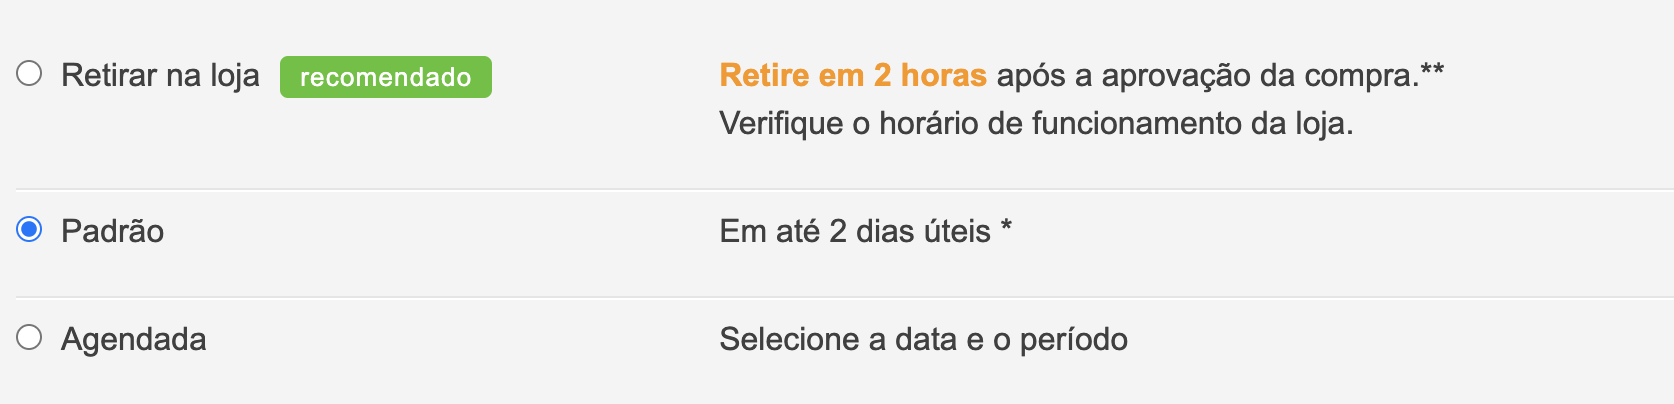 Retirar na loja recomendado Retire em 2 horas após a aprovação da compra.**
Verifique o horário de funcionamento da loja.
Padrão Em até 2 dias úteis *
Agendada Selecione a data e o período